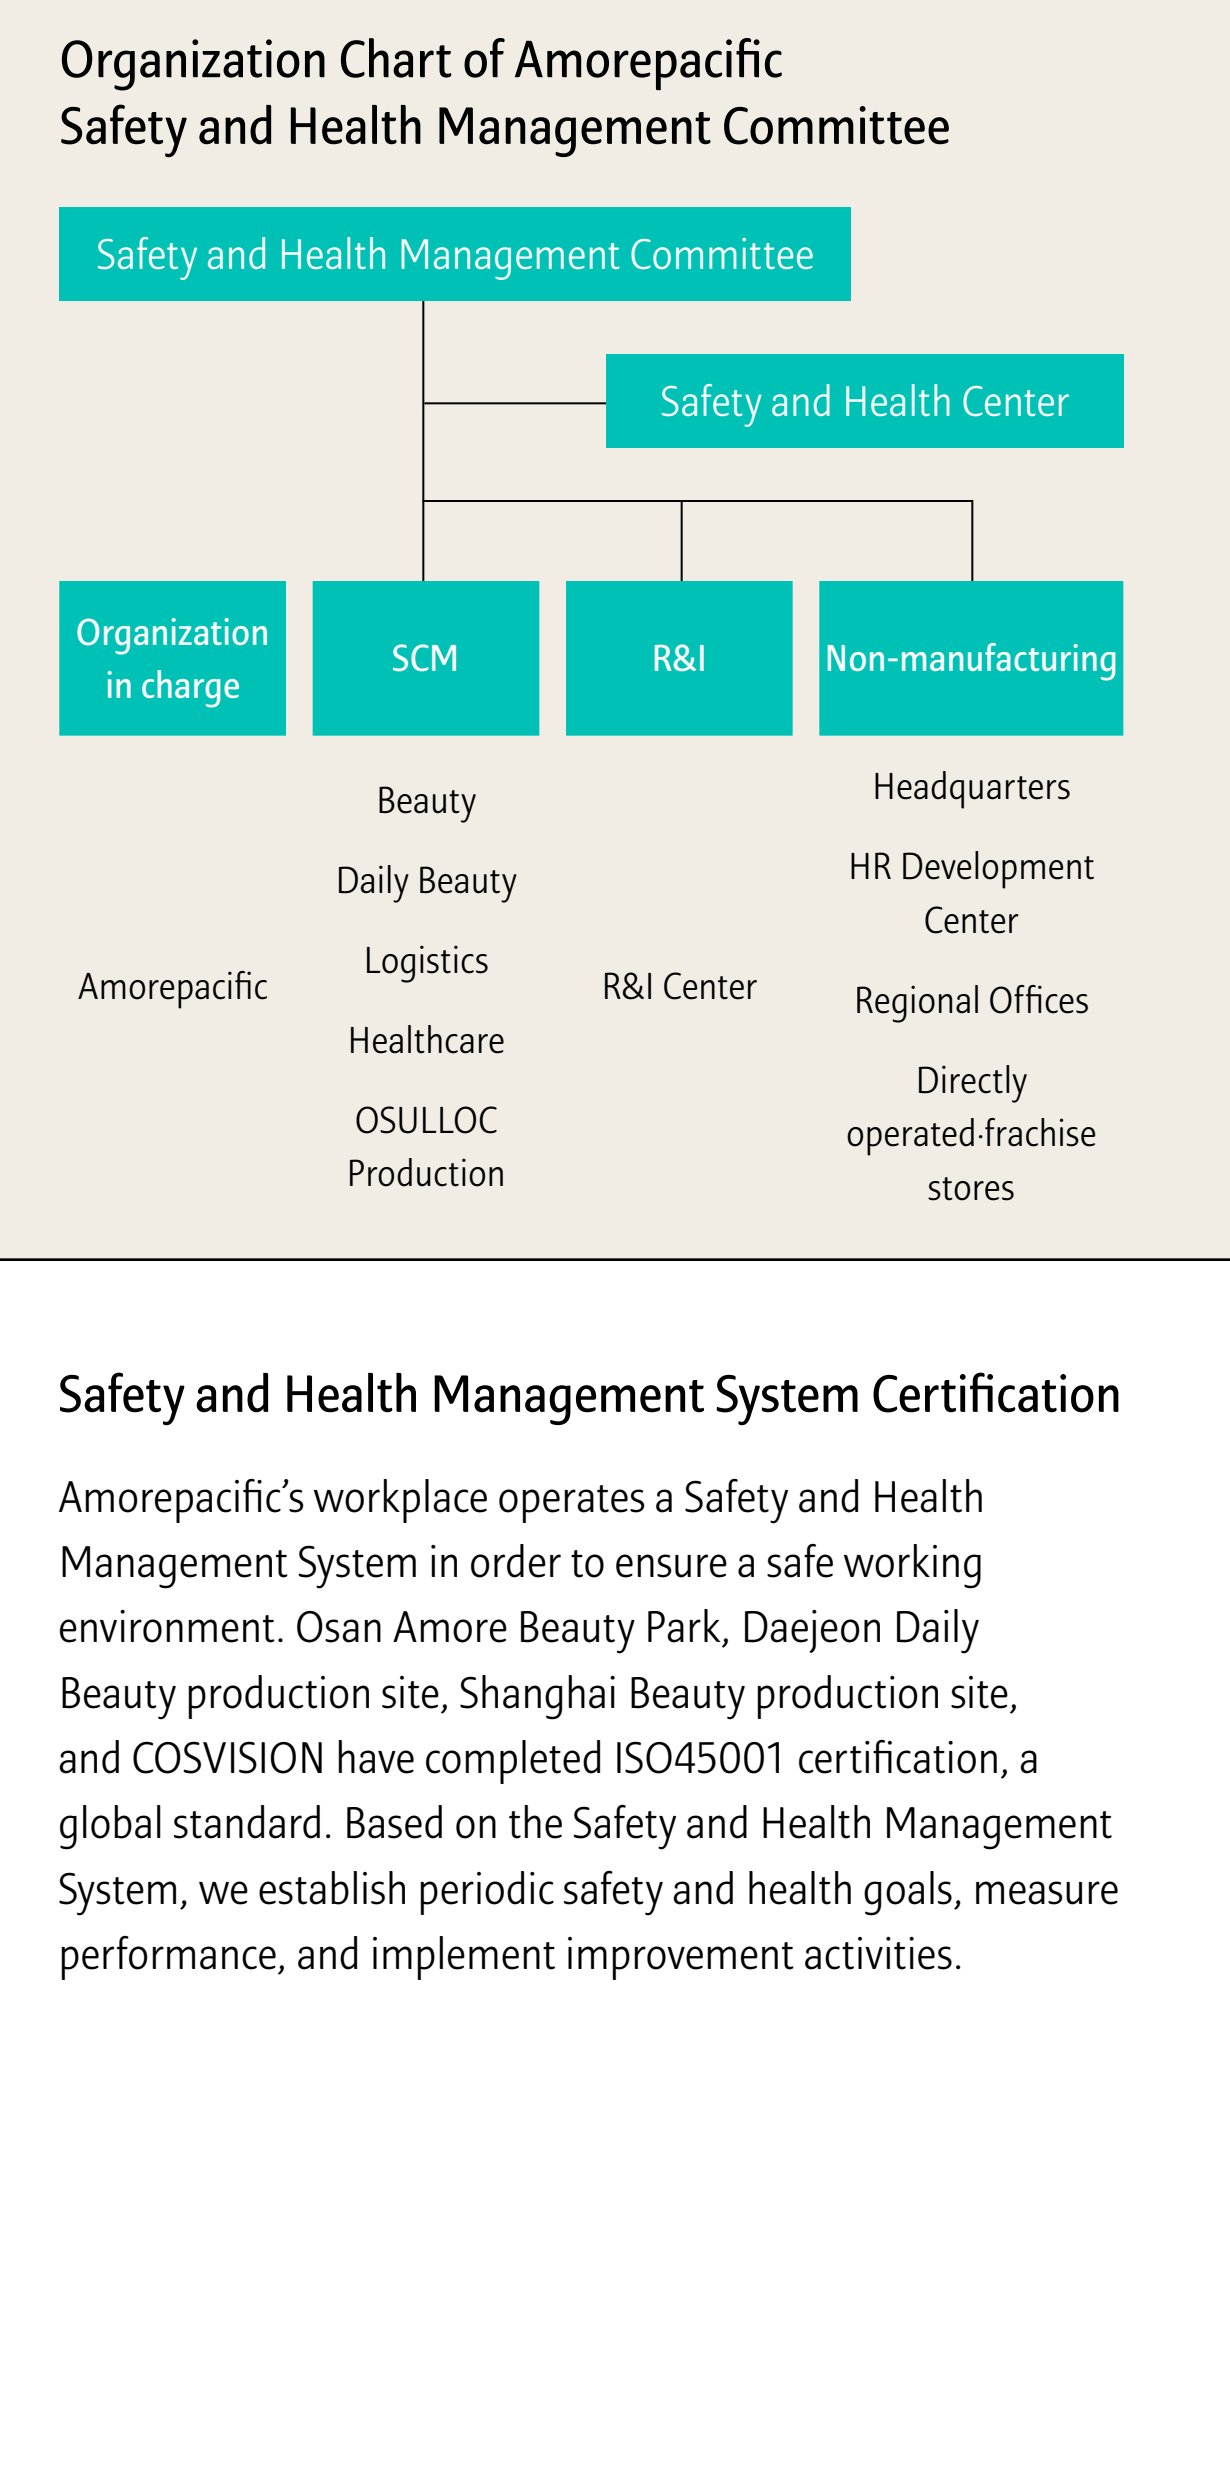 Organization Chart of Amorepacific
Safety and Health Management Committee
Safety and Health Management Committee
Safety and Health Center
Organization
in charge
SCM
R&I
Non-manufacturing
Amorepacific
Beauty
Daily Beauty
Logistics
Healthcare
OSULLOC
Production
R&I Center
Headquarters
HR Development
Center
Regional Offices
Directly
operated·frachise
stores
Safety and Health Management System Certification
Amorepacific’s workplace operates a Safety and Health
Management System in order to ensure a safe working
environment. Osan Amore Beauty Park, Daejeon Daily
Beauty production site, Shanghai Beauty production site,
and COSVISION have completed ISO45001 certification, a
global standard. Based on the Safety and Health Management
System, we establish periodic safety and health goals, measure
performance, and implement improvement activities.